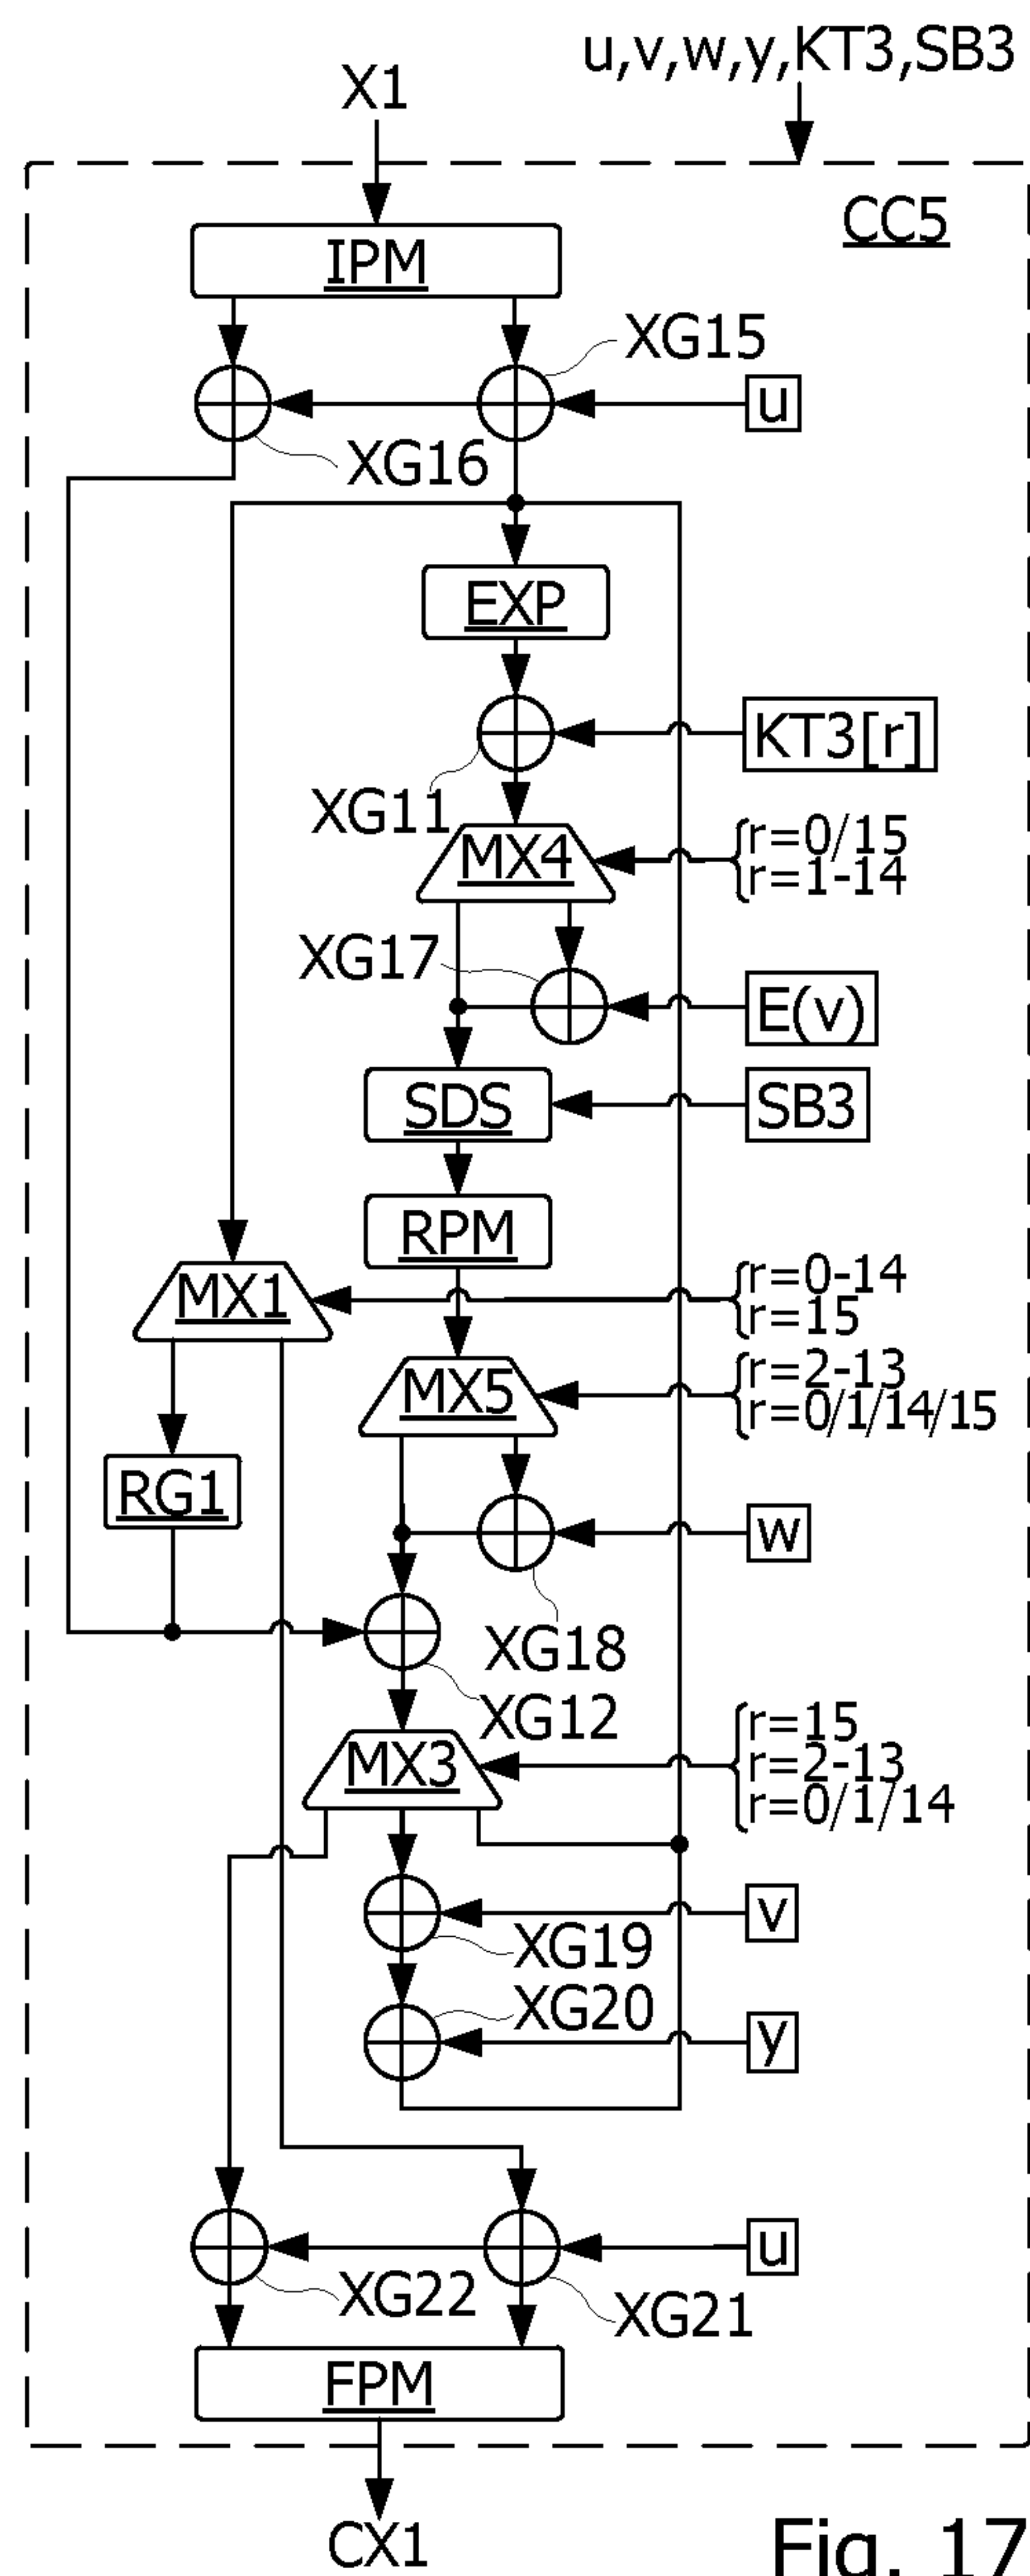 u,v,w,y,KT3,SB3
X1
CC5
IPM
XG15
u
XG16
EXP
KT3[r]
XG11
MX4
r=0/15
r=1-14
XG17
E(v)
SDS
SB3
RPM
MX1
r=0-14
r=15
MX5
r=2-13
r=0/1/14/15
RG1
w
XG18
XG12
MX3
r=15
r=2-13
r=0/1/14
v
XG19
XG20
y
u
XG22
XG21
FPM
CX1
Fig. 17